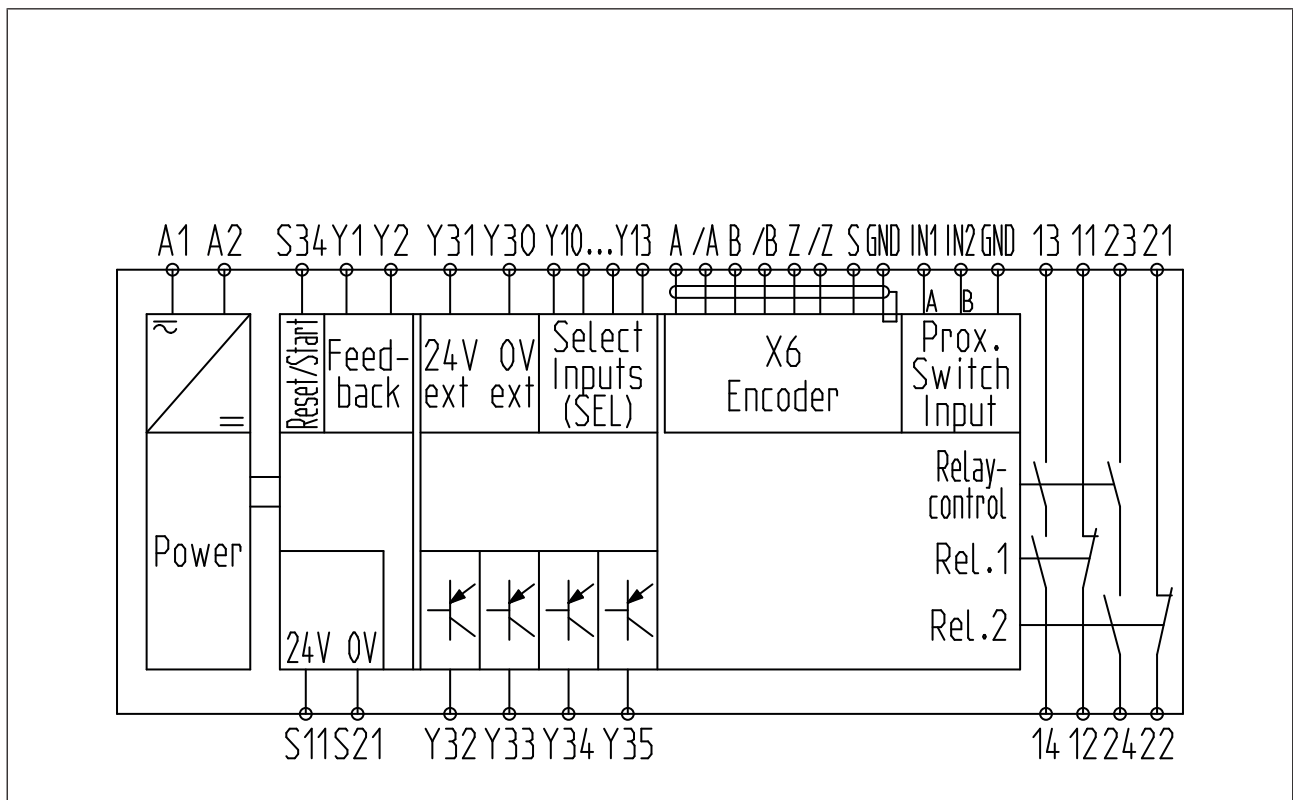 A1 A2 S34 Y1 Y2 Y31 Y30 Y10...Y13 A /A B /B Z /Z S GND IN1 IN2 GND 13 11 23 21
A B
Reset/Start
Feed-
back
24V 0V
ext ext
Select
Inputs
(SEL)
X6
Encoder
Prox.
Switch
Input
Relay-
control
Power
Rel.1
Rel.2
24V 0V
S11 S21 Y32 Y33 Y34 Y35 14 12 24 22